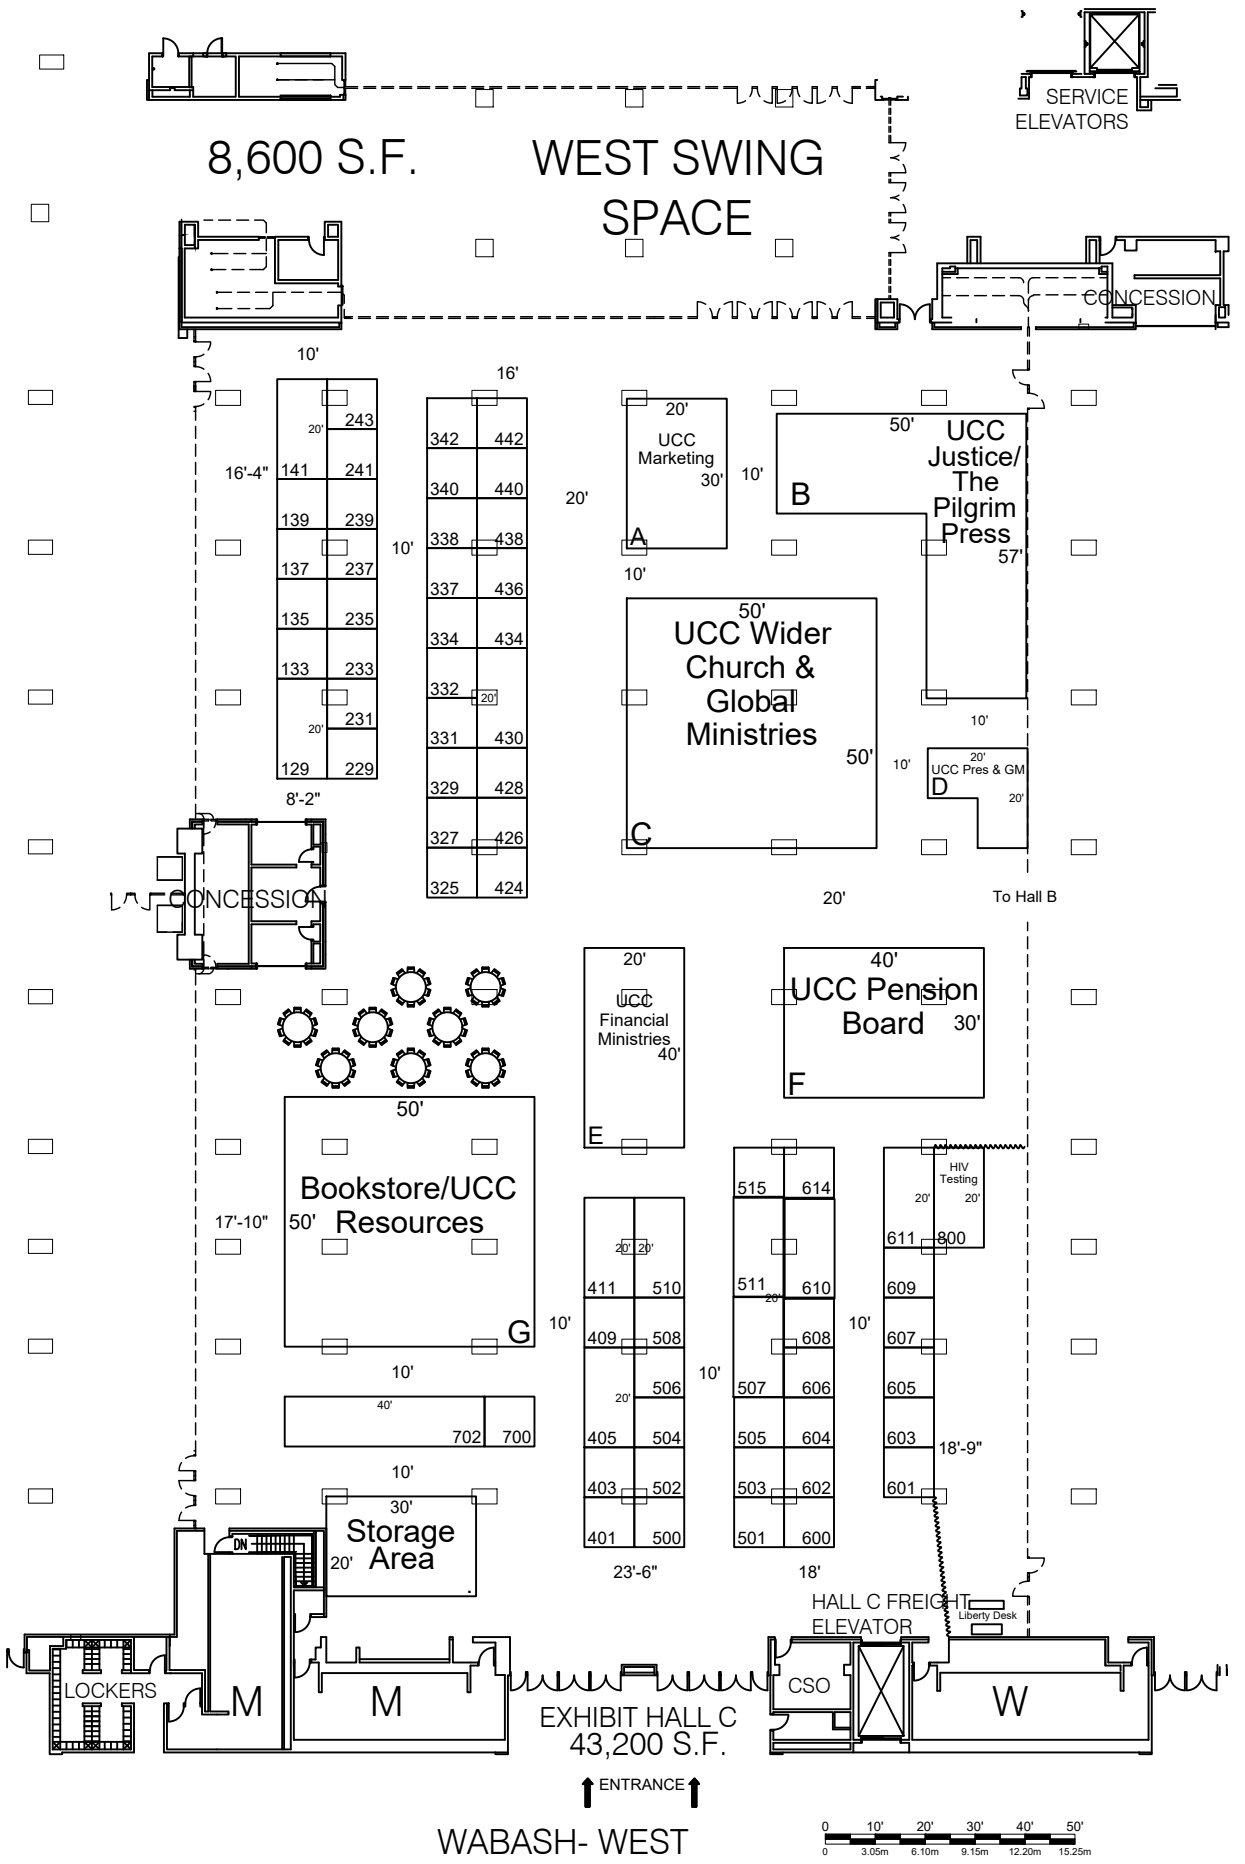 SERVICE
ELEVATORS
8,600 S.F.
WEST SWING
SPACE
CONCESSION
10'
16'
243
20'
20'
UCC
Marketing
30'
A
50'
UCC
Justice/
The
Pilgrim
Press
57'
B
342 442
16'-4"
141 241
10'
340 440
20'
139 239
338 438
10'
10'
137 237
337 436
50'
UCC Wider
Church &
Global
Ministries
50'
C
135 235
334 434
133 233
332
20'
231
20'
10'
331 430
129 229
10'
20'
UCC Pres & GM
D
20'
8'-2"
329 428
327 426
325 424
CONCESSION
20'
To Hall B
20'
UCC
Financial
Ministries
40'
E
40'
UCC Pension
Board
30'
F
50'
Bookstore/UCC
Resources
50'
G
17'-10"
515 614
HIV
Testing
20' 20'
611 800
20' 20'
411 510
511 610
20'
609
10'
409 508
608
10'
607
10'
506
10'
507 606
605
40'
20'
702 700
405 504
505 604
603
18'-9"
10'
403 502
503 602
601
30'
Storage
Area
20'
401 500
501 600
DN
23'-6"
18'
HALL C FREIGHT
ELEVATOR
Liberty Desk
LOCKERS
M
M
CSO
W
EXHIBIT HALL C
43,200 S.F.
ENTRANCE
WABASH- WEST
0 10' 20' 30' 40' 50'
0 3.05m 6.10m 9.15m 12.20m 15.25m